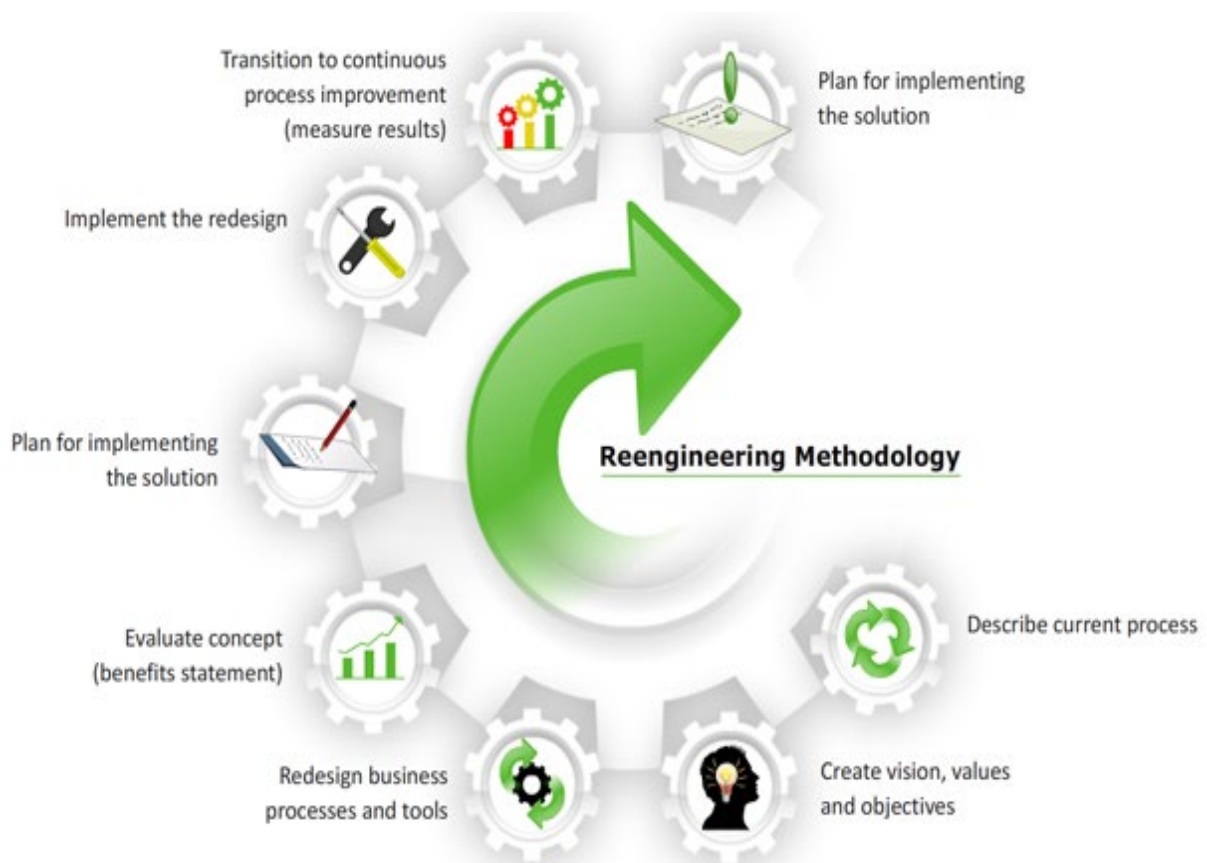 Transition to continuous
process improvement
(measure results)
Plan for implementing
the solution
Implement the redesign
Plan for implementing
the solution
Reengineering Methodology
Evaluate concept
(benefits statement)
Describe current process
Redesign business
processes and tools
Create vision, values
and objectives